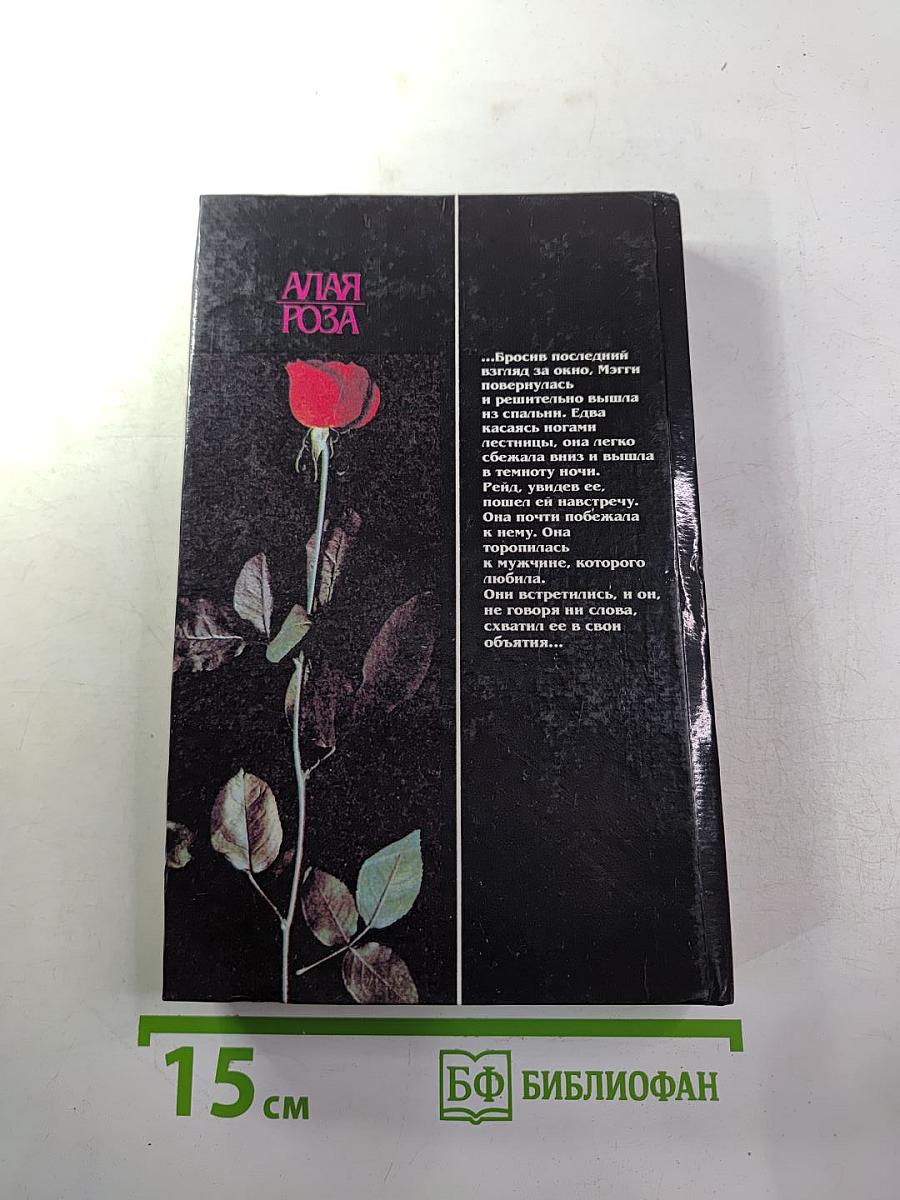 АЛАЯ
РОЗА
...Бросив последний
взгляд за окно, Мэгги
повернулась
и решительно вышла
из спальни. Едва
касаясь ногами
лестницы, она легко
сбежала вниз и вышла
в темноту ночи.
Рейд, увидев ее,
пошел ей навстречу.
Она почти побежала
к нему. Она
торопилась
к мужчине, которого
любила.
Они встретились, и он,
не говоря ни слова,
схватил ее в свои
объятия...
15 см
БФ БИБЛИОФАН